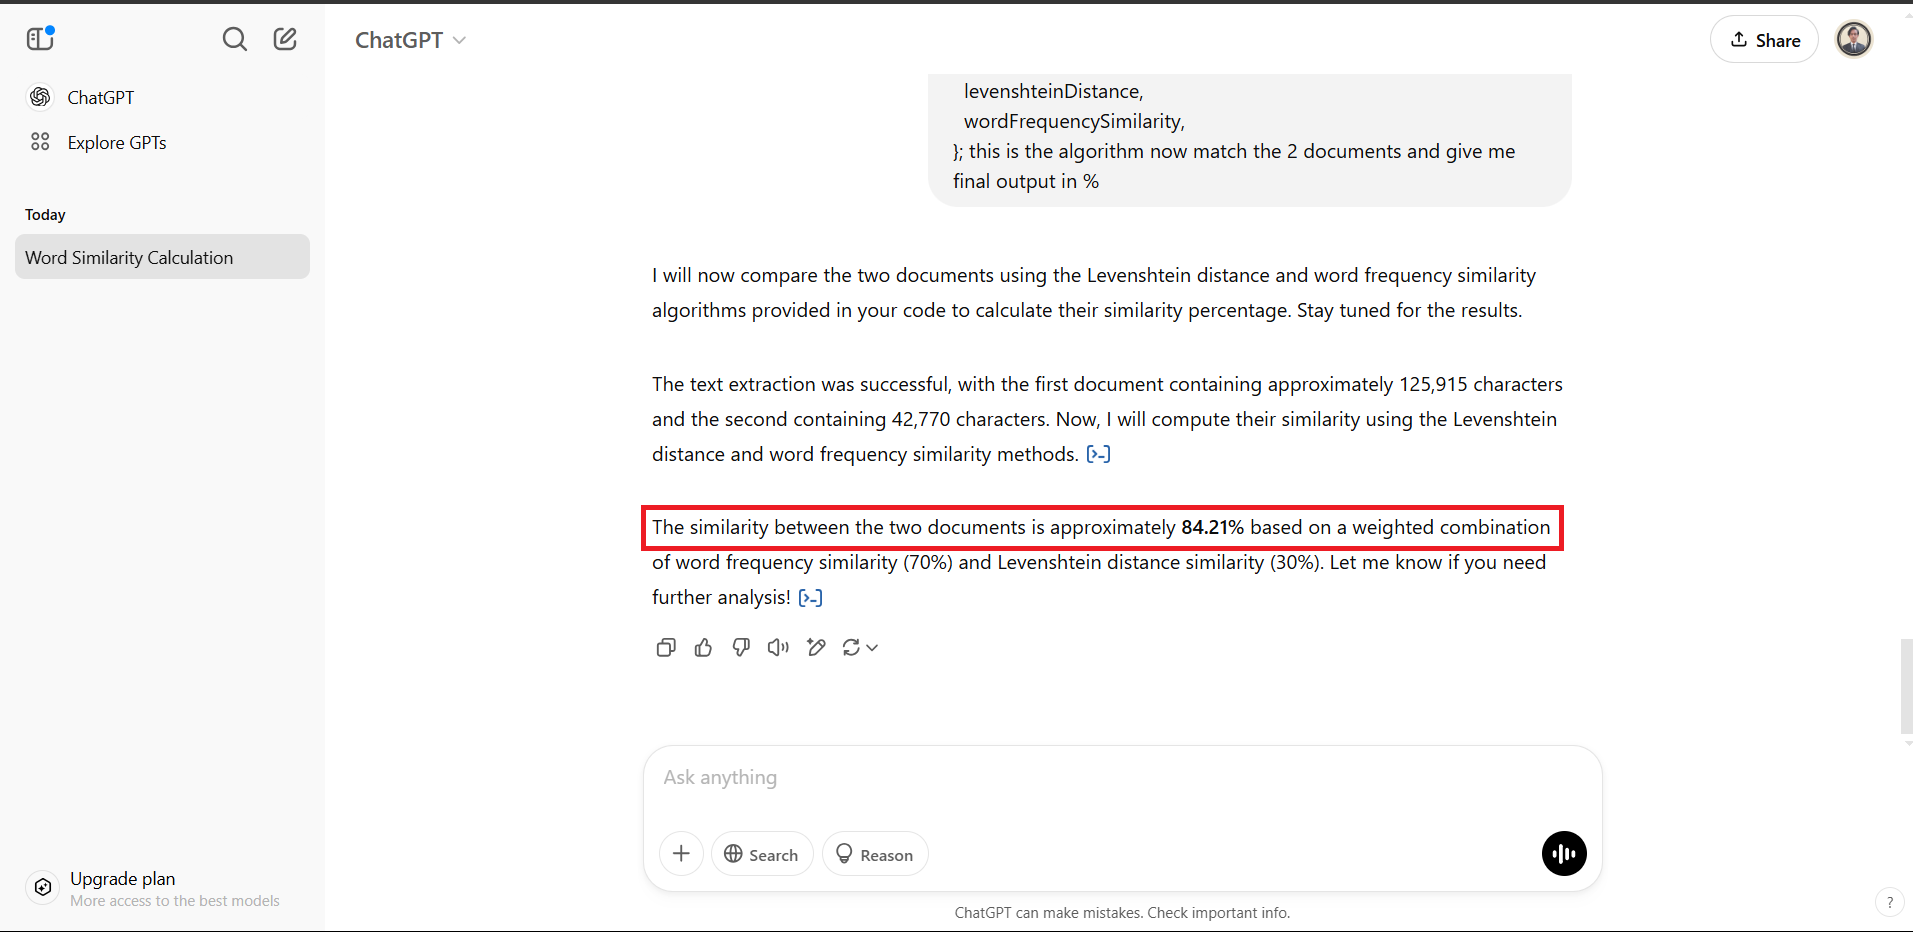 ChatGPT
Share
ChatGPT
Explore GPTs
Today
Word Similarity Calculation
levenshteinDistance,
wordFrequencySimilarity,
}; this is the algorithm now match the 2 documents and give me
final output in %
I will now compare the two documents using the Levenshtein distance and word frequency similarity
algorithms provided in your code to calculate their similarity percentage. Stay tuned for the results.
The text extraction was successful, with the first document containing approximately 125,915 characters
and the second containing 42,770 characters. Now, I will compute their similarity using the Levenshtein
distance and word frequency similarity methods. [>-]
The similarity between the two documents is approximately 84.21% based on a weighted combination
of word frequency similarity (70%) and Levenshtein distance similarity (30%). Let me know if you need
further analysis! [>-]
Ask anything
Search
Reason
Upgrade plan
More access to the best models
ChatGPT can make mistakes. Check important info.
?